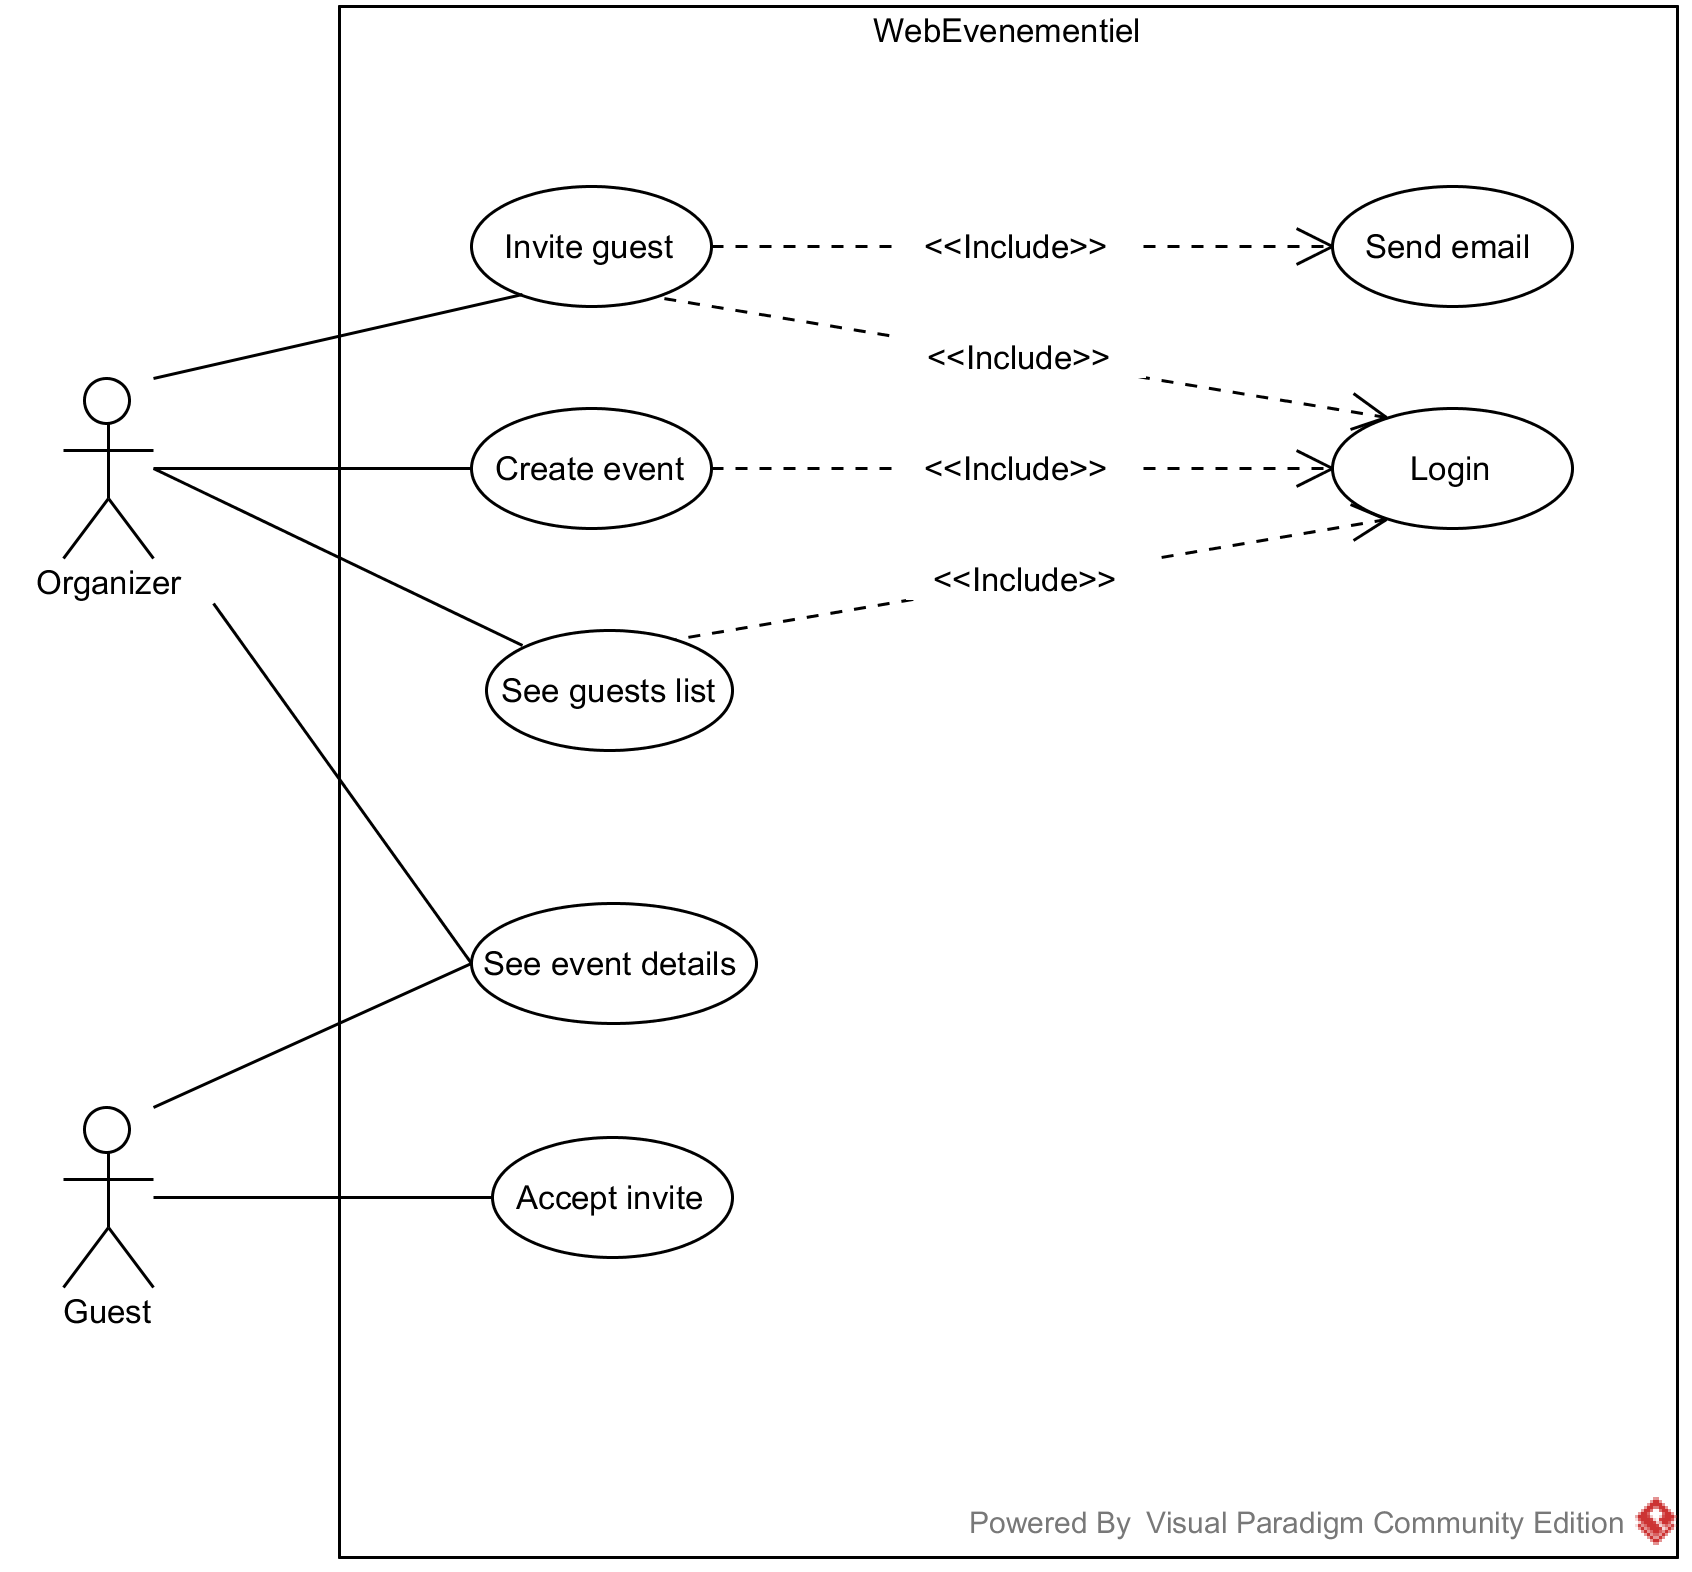 WebEvenementiel
Invite guest
<<Include>>
Send email
<<Include>>
Create event
<<Include>>
Login
Organizer
<<Include>>
See guests list
See event details
Accept invite
Guest
Powered By  Visual Paradigm Community Edition